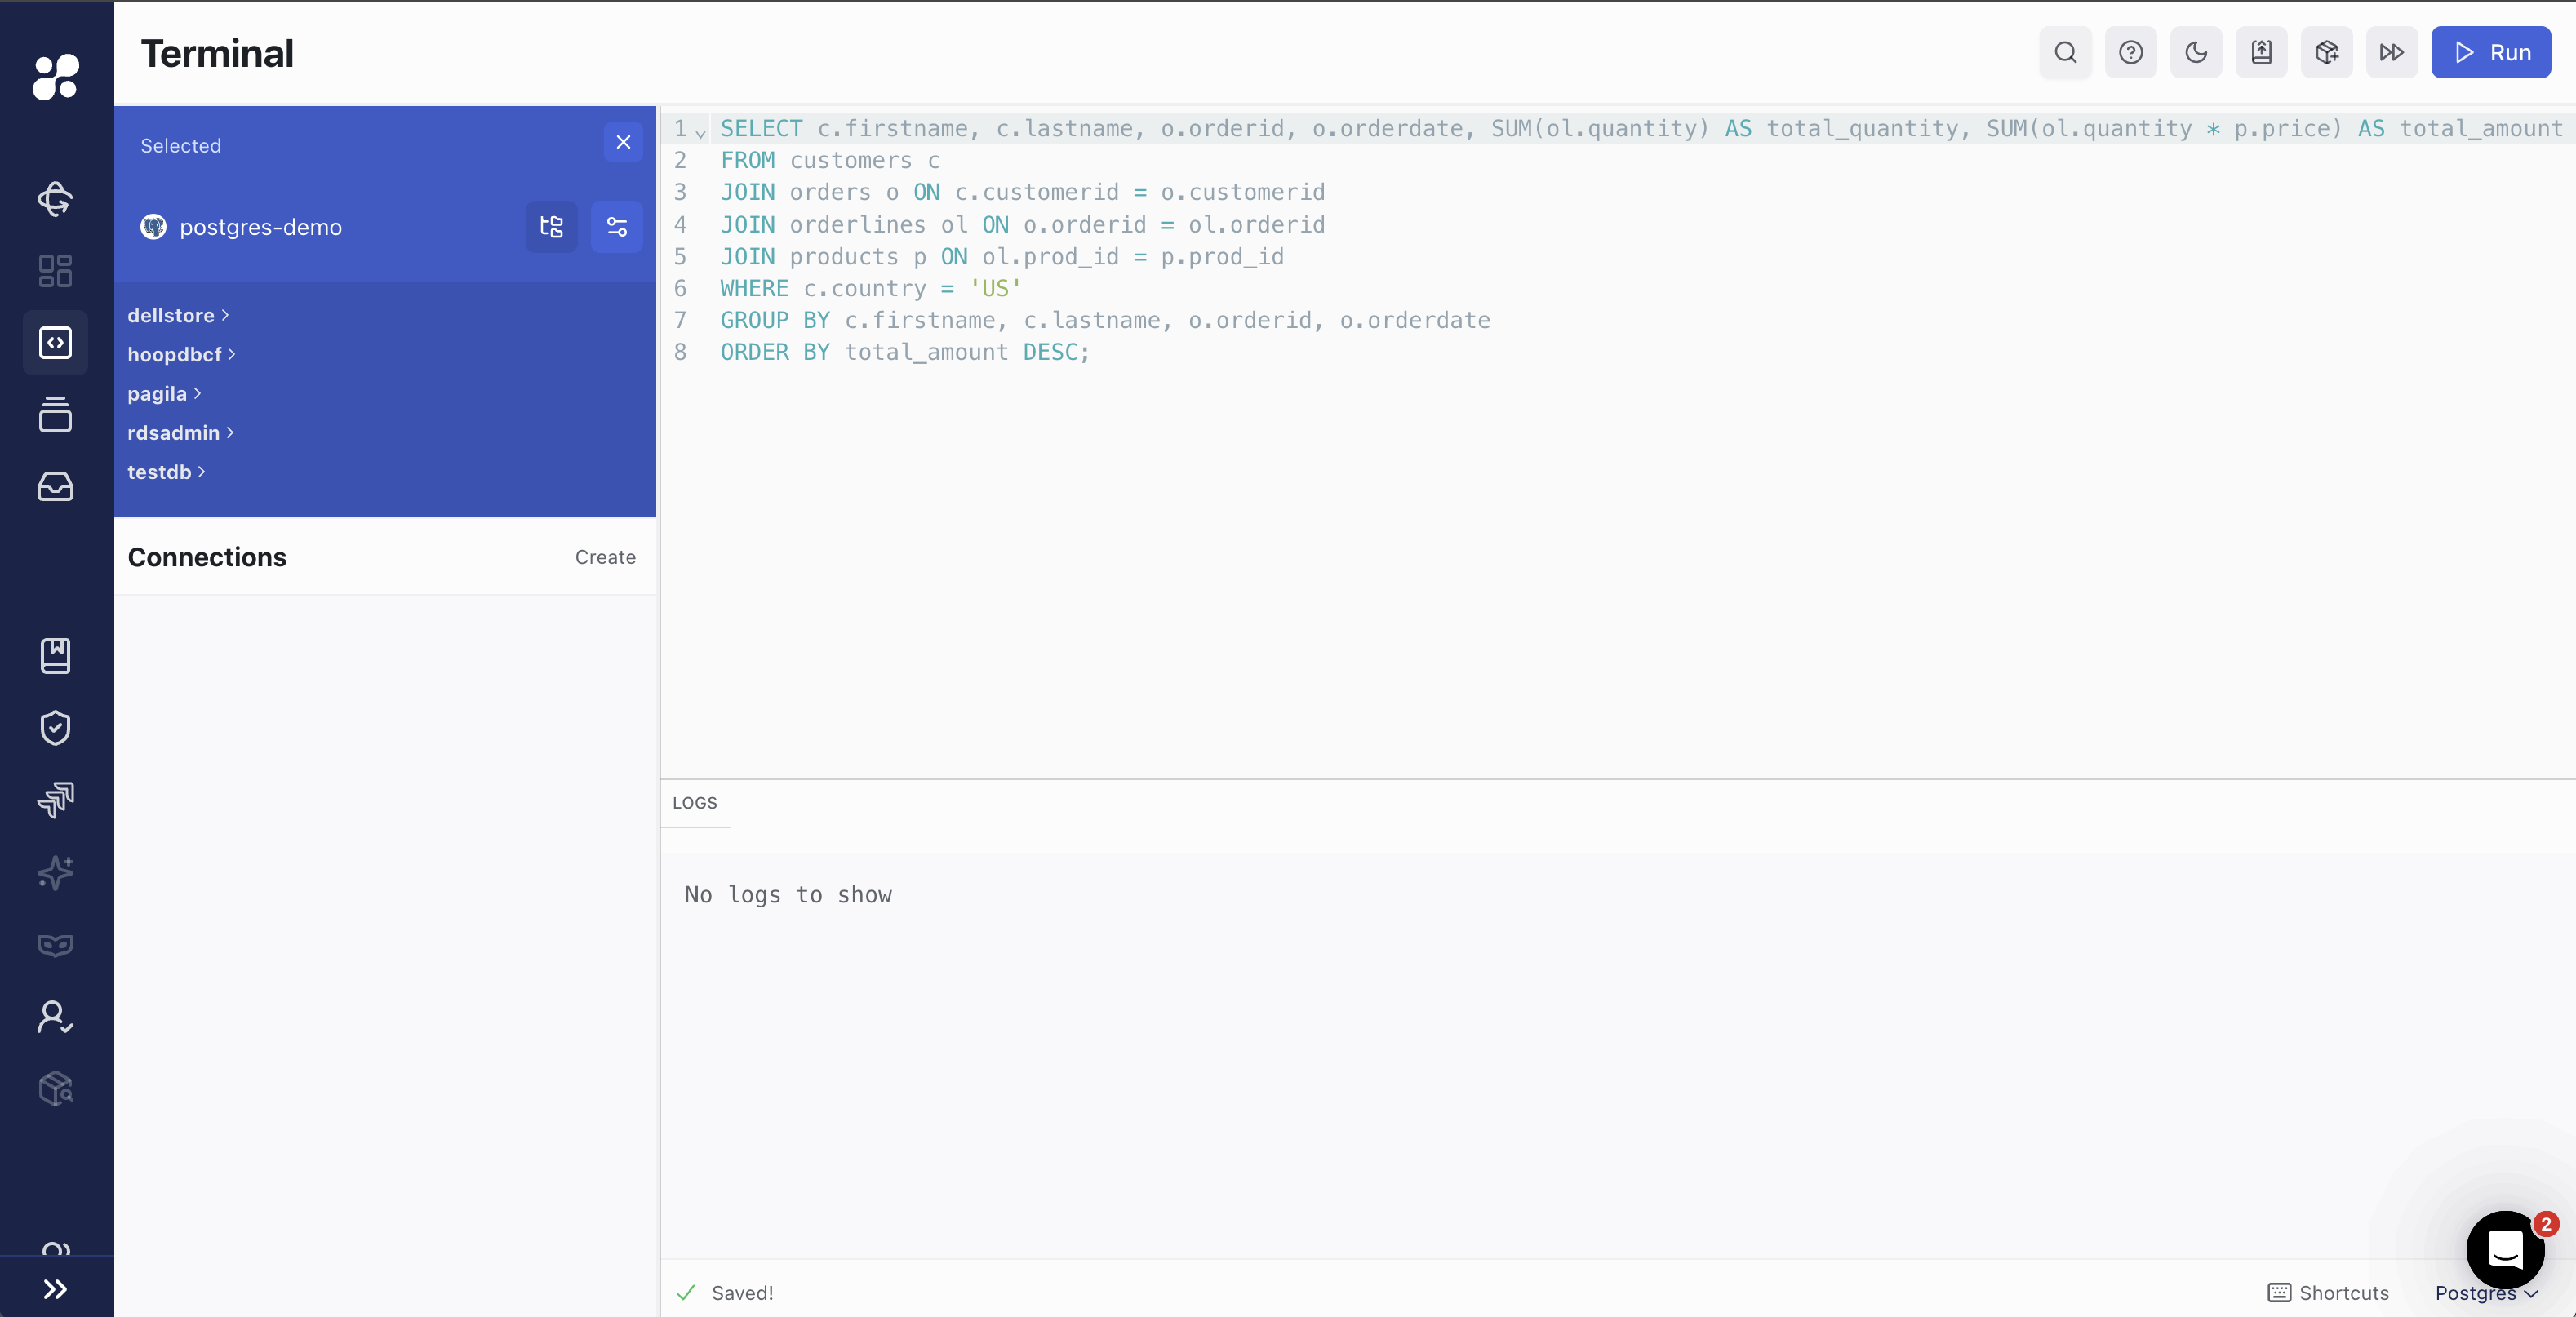 Terminal
Run
Selected
postgres-demo
dellstore
hoopdbcf
pagila
rdsadmin
testdb
Connections
Create
1 SELECT c.firstname, c.lastname, o.orderid, o.orderdate, SUM(ol.quantity) AS total_quantity, SUM(ol.quantity * p.price) AS total_amount
2 FROM customers c
3 JOIN orders o ON c.customerid = o.customerid
4 JOIN orderlines ol ON o.orderid = ol.orderid
5 JOIN products p ON ol.prod_id = p.prod_id
6 WHERE c.country = 'US'
7 GROUP BY c.firstname, c.lastname, o.orderid, o.orderdate
8 ORDER BY total_amount DESC;
LOGS
No logs to show
2
Saved!
Shortcuts
Postgres